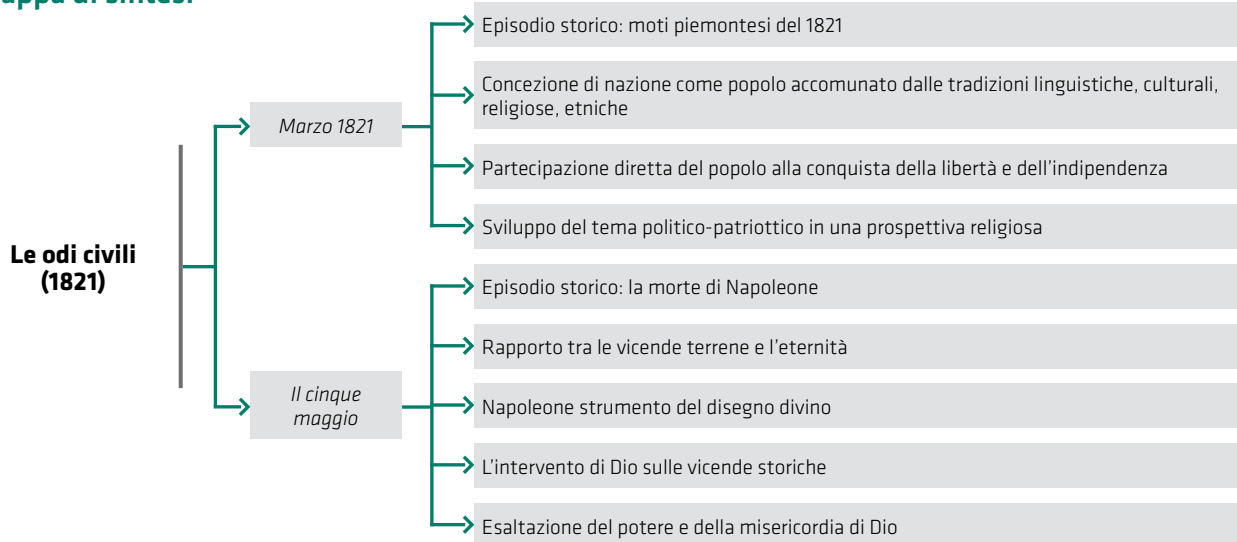 Le odi civili
(1821)
Marzo 1821
Episodio storico: moti piemontesi del 1821
Concezione di nazione come popolo accomunato dalle tradizioni linguistiche, culturali,
religiose, etniche
Partecipazione diretta del popolo alla conquista della libertà e dell'indipendenza
Sviluppo del tema politico-patriottico in una prospettiva religiosa
Il cinque
maggio
Episodio storico: la morte di Napoleone
Rapporto tra le vicende terrene e l'eternità
Napoleone strumento del disegno divino
L'intervento di Dio sulle vicende storiche
Esaltazione del potere e della misericordia di Dio